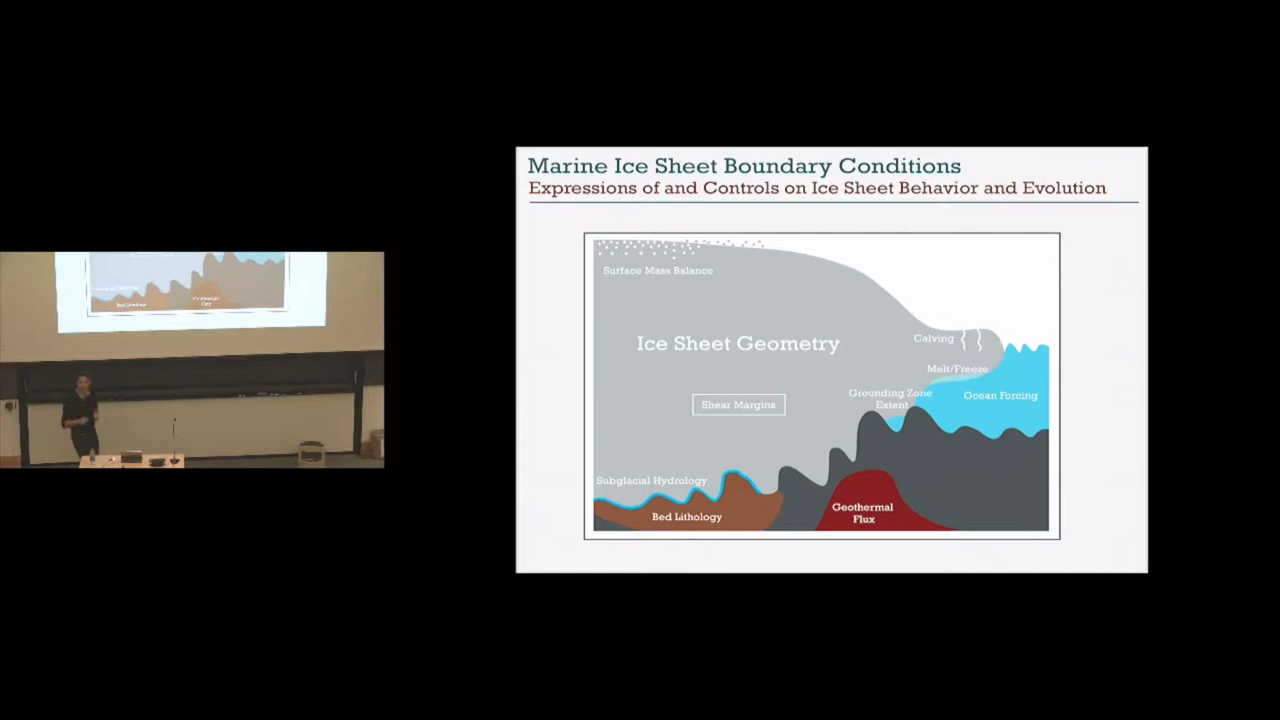 Marine Ice Sheet Boundary Conditions
Expressions of and Controls on Ice Sheet Behavior and Evolution
Surface Mass Balance
Ice Sheet Geometry
Calving
Melt/Freeze
Shear Margins
Grounding Zone
Extent
Ocean Forcing
Subglacial Hydrology
Bed Lithology
Geothermal
Flux